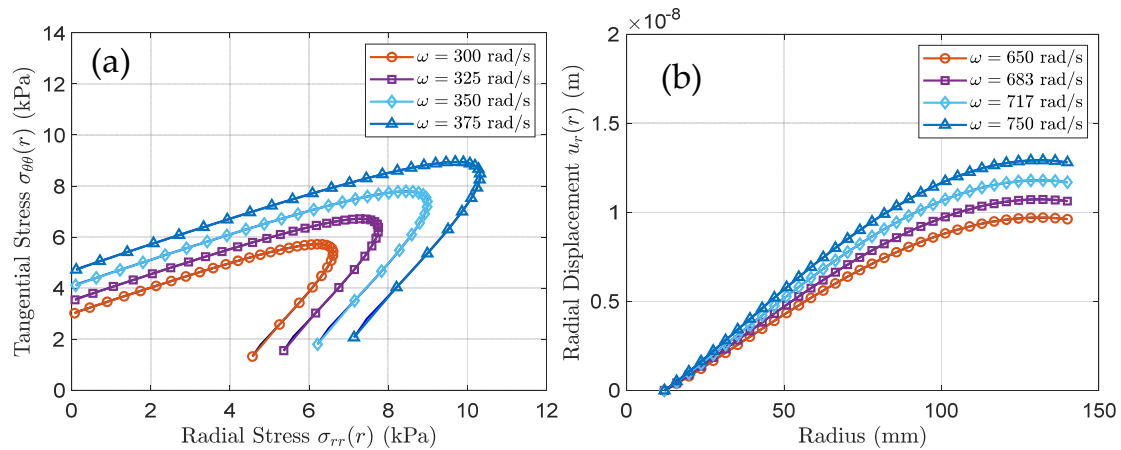 (a)
14
12
10
8
6
4
2
0
Tangential Stress σθθ(r) (kPa)
0 2 4 6 8 10 12
Radial Stress σrr(r) (kPa)
ω = 300 rad/s
ω = 325 rad/s
ω = 350 rad/s
ω = 375 rad/s
(b)
×10⁻⁸
2
1.5
1
0.5
0
Radial Displacement ur(r) (m)
0 50 100 150
Radius (mm)
ω = 650 rad/s
ω = 683 rad/s
ω = 717 rad/s
ω = 750 rad/s